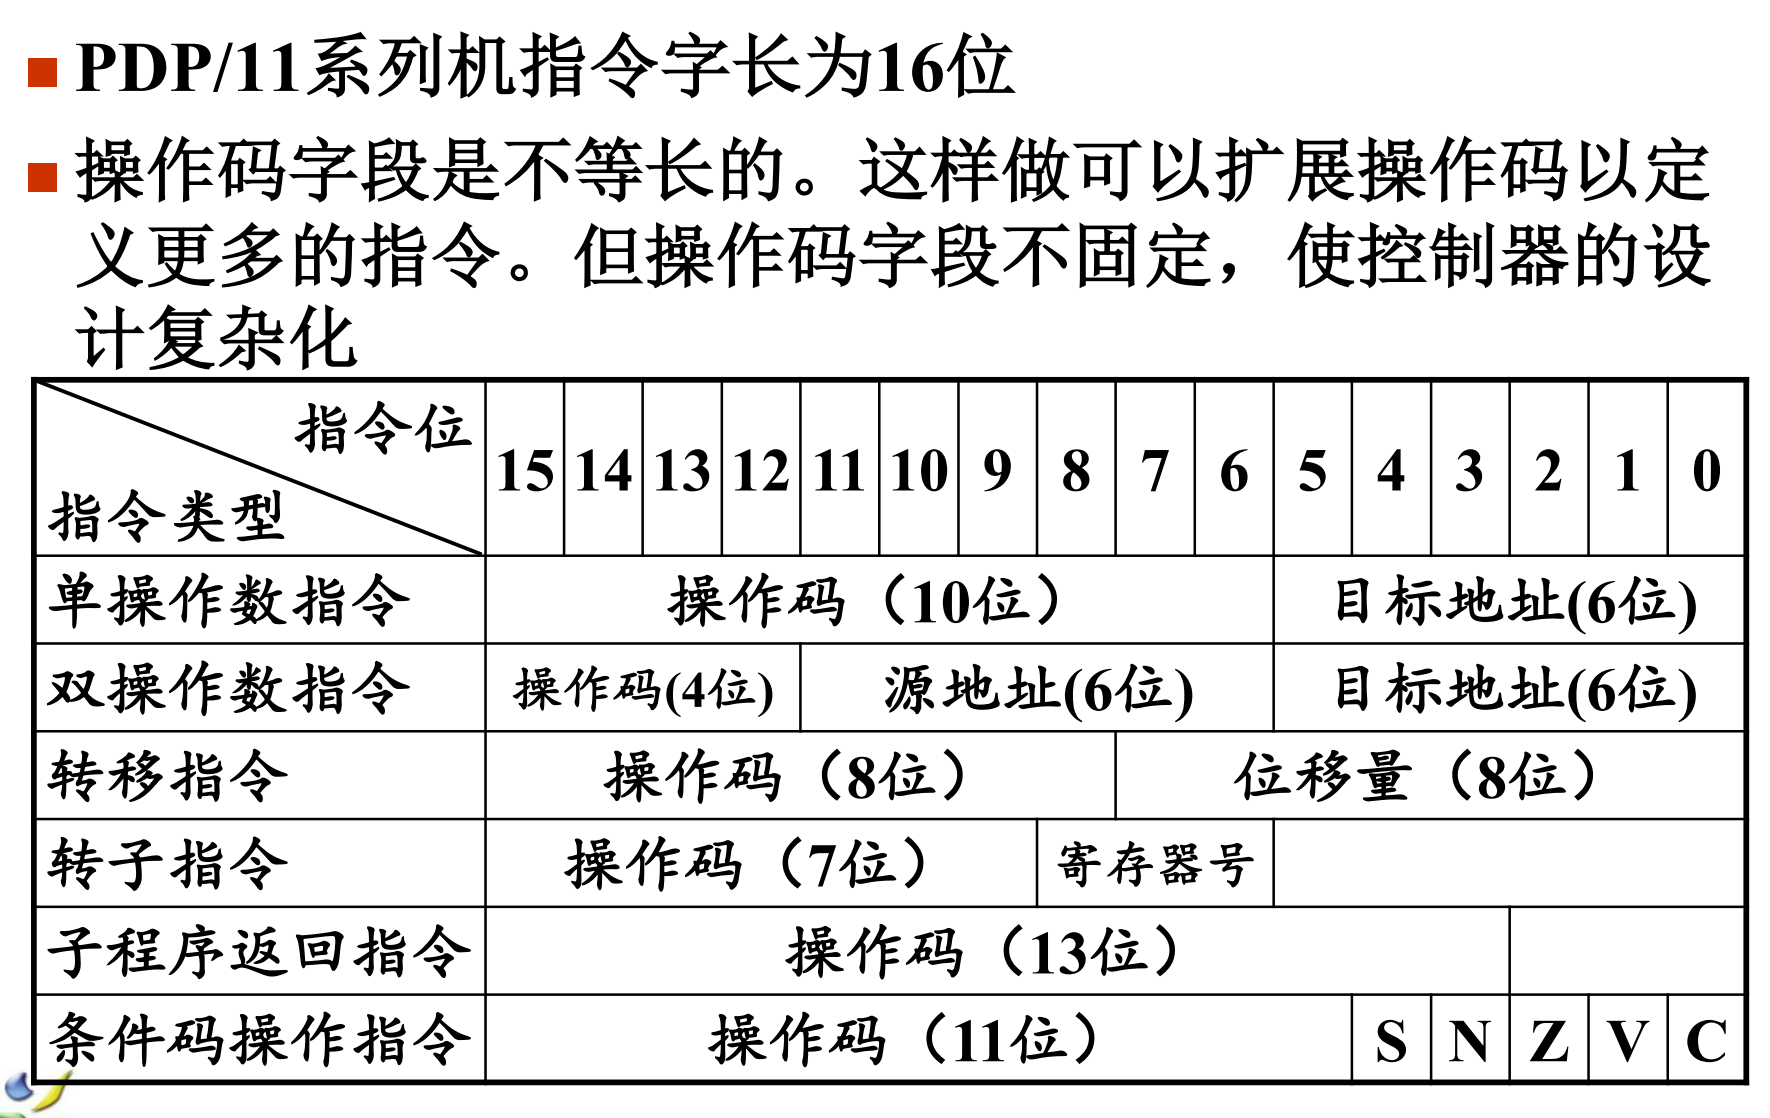 PDP/11系列机指令字长为16位
操作码字段是不等长的。这样做可以扩展操作码以定
义更多的指令。但操作码字段不固定，使控制器的设
计复杂化
指令位
指令类型
15 14 13 12 11 10 9 8 7 6 5 4 3 2 1 0
单操作数指令 操作码（10位） 目标地址(6位)
双操作数指令 操作码(4位) 源地址(6位) 目标地址(6位)
转移指令 操作码（8位） 位移量（8位）
转子指令 操作码（7位） 寄存器号
子程序返回指令 操作码（13位）
条件码操作指令 操作码（11位） S N Z V C